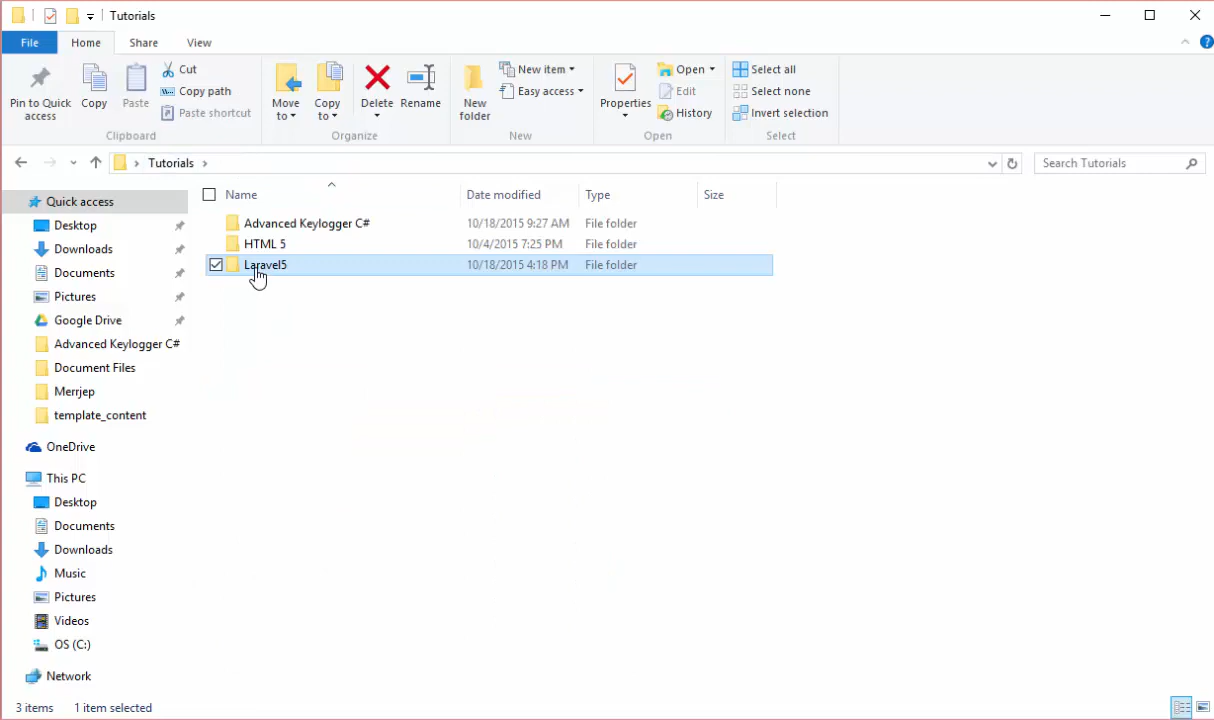 Tutorials
File Home Share View
Pin to Quick access
Copy
Paste
Cut
Copy path
Paste shortcut
Clipboard
Move to
Copy to
Delete
Rename
Organize
New folder
New item
Easy access
New
Properties
Open
Edit
History
Open
Select all
Select none
Invert selection
Select
Tutorials
Search Tutorials
Name Date modified Type Size
Advanced Keylogger C# 10/18/2015 9:27 AM File folder
HTML 5 10/4/2015 7:25 PM File folder
Laravel5 10/18/2015 4:18 PM File folder
Quick access
Desktop
Downloads
Documents
Pictures
Google Drive
Advanced Keylogger C#
Document Files
Merrjep
template_content
OneDrive
This PC
Desktop
Documents
Downloads
Music
Pictures
Videos
OS (C:)
Network
3 items 1 item selected